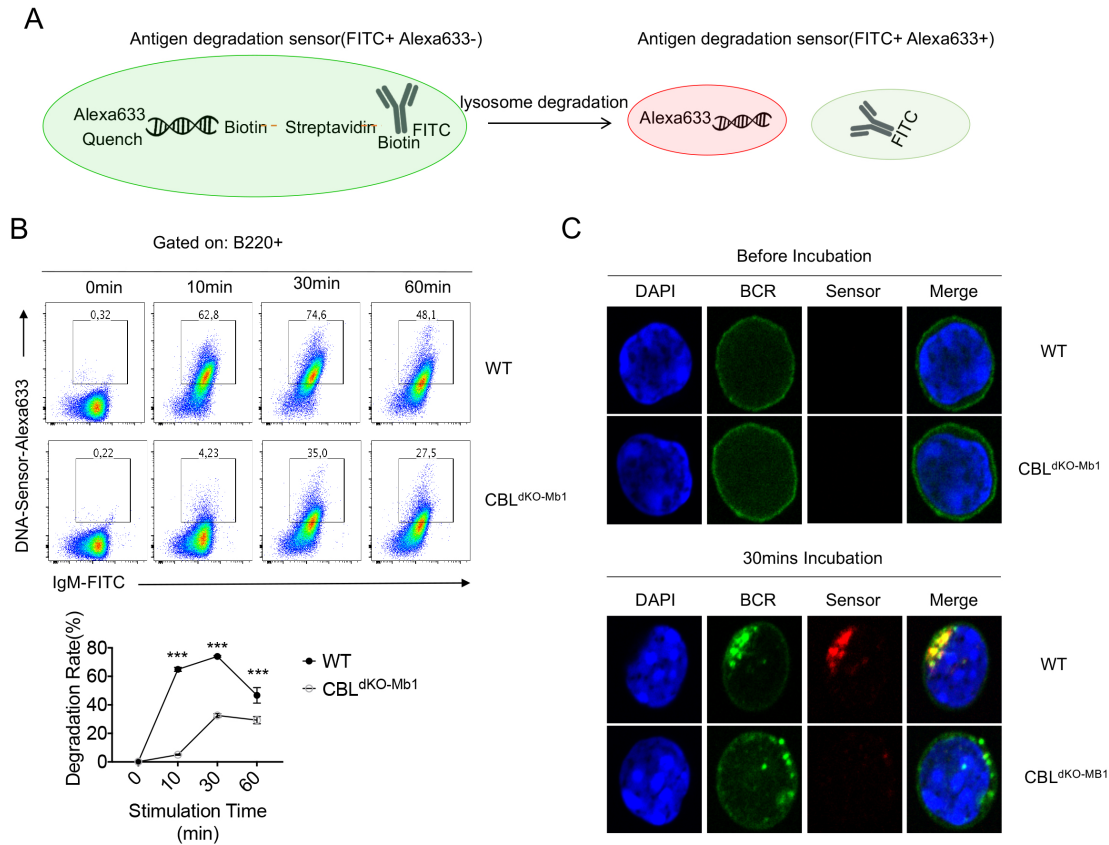 A
Antigen degradation sensor(FITC+ Alexa633-)
Antigen degradation sensor(FITC+ Alexa633+)
Alexa633
Quench
Biotin
Streptavidin
FITC
Biotin
lysosome degradation
Alexa633
FITC
B
Gated on: B220+
0min 10min 30min 60min
0,32 62,8 74,6 48,1
WT
0,22 4,23 35,0 27,5
CBLdKO-Mb1
DNA-Sensor-Alexa633
IgM-FITC
Degradation Rate(%)
80
60
40
20
0
*** *** ***
WT
CBLdKO-Mb1
0 10 30 60
Stimulation Time
(min)
C
Before Incubation
DAPI BCR Sensor Merge
WT
CBLdKO-Mb1
30mins Incubation
DAPI BCR Sensor Merge
WT
CBLdKO-MB1